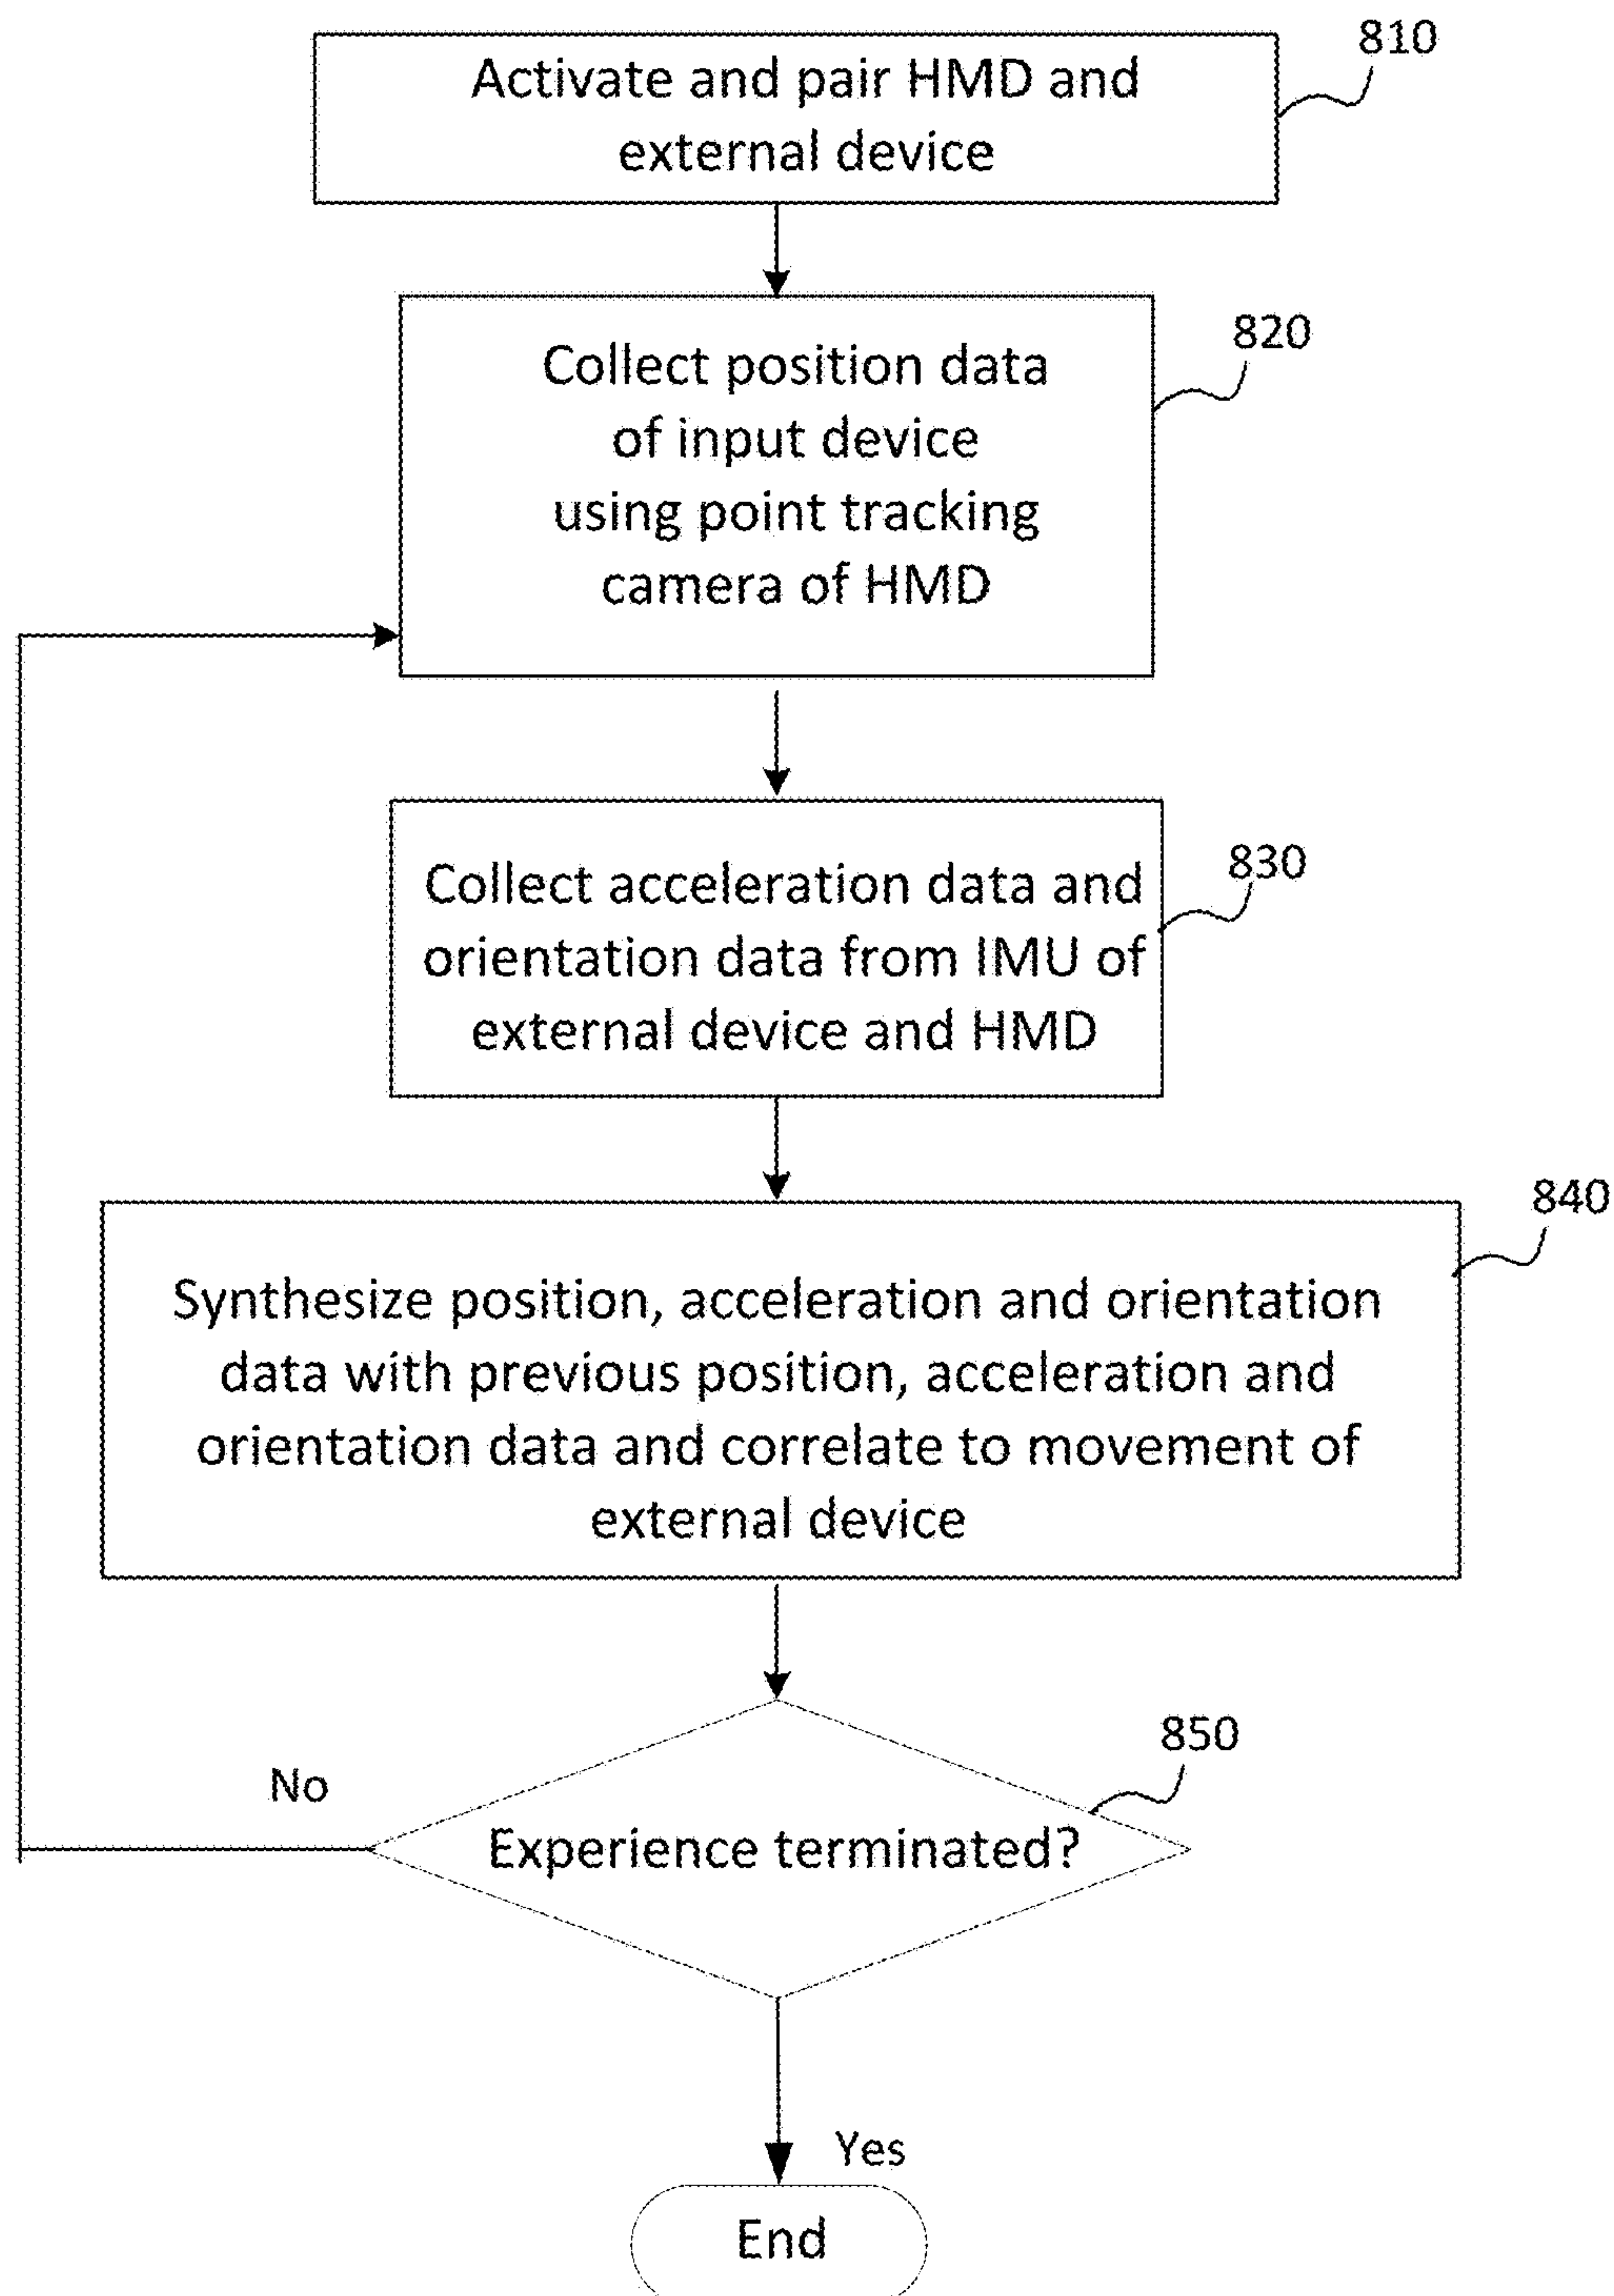 810
Activate and pair HMD and
external device
820
Collect position data
of input device
using point tracking
camera of HMD
830
Collect acceleration data and
orientation data from IMU of
external device and HMD
840
Synthesize position, acceleration and orientation
data with previous position, acceleration and
orientation data and correlate to movement of
external device
850
No
Experience terminated?
Yes
End